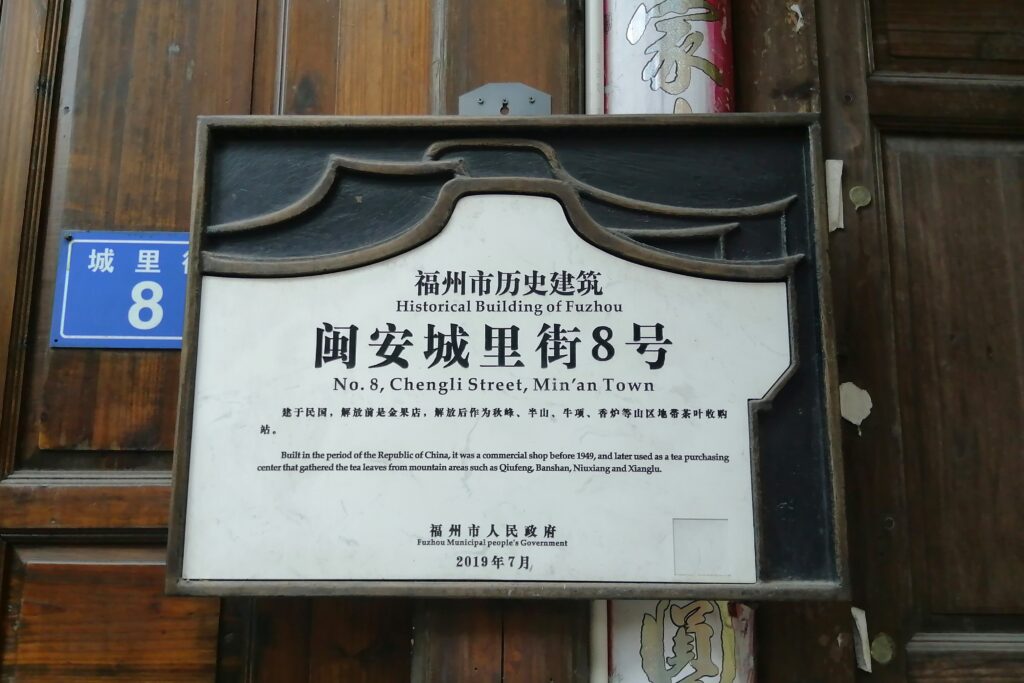 家
福州市历史建筑
Historical Building of Fuzhou
城里
8
闽安城里街8号
No. 8, Chengli Street, Min'an Town
建于民国，解放前是金果店，解放后作为秋峰、半山、牛项、香炉等山区地带茶叶收购
站。
Built in the period of the Republic of China, it was a commercial shop before 1949, and later used as a tea purchasing
center that gathered the tea leaves from mountain areas such as Qiufeng, Banshan, Niuxiang and Xianglu.
福州市人民政府
Fuzhou Municipal people's Government
2019年7月
圆